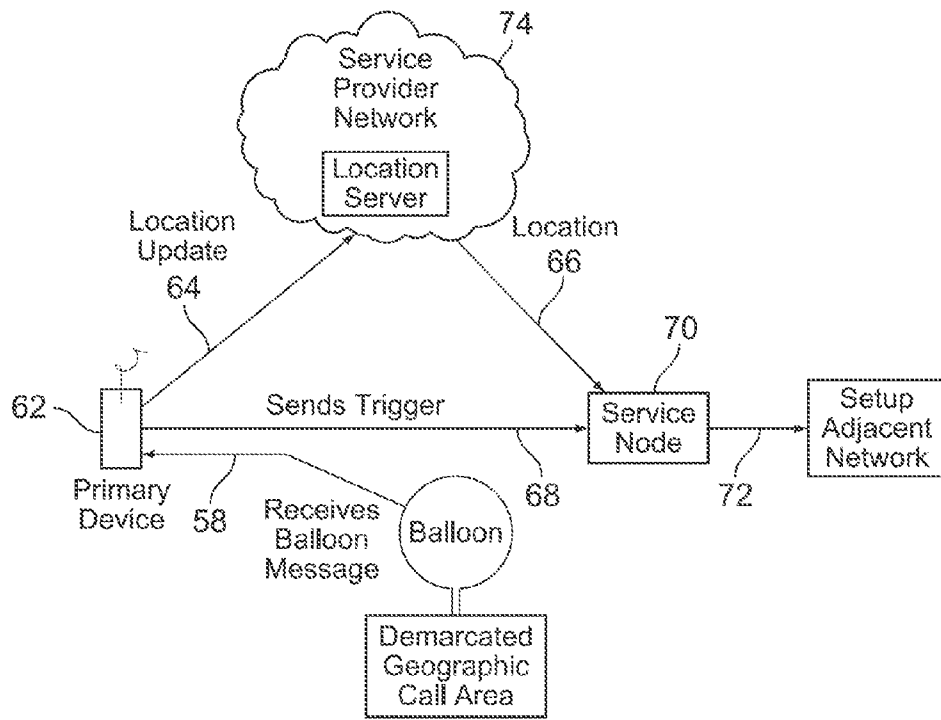 74
Service
Provider
Network
Location
Server
Location
Update
64
Location
66
70
62
Sends Trigger
Service
Node
Setup
Adjacent
Network
68
72
Primary
Device
58
Receives
Balloon
Message
Balloon
Demarcated
Geographic
Call Area